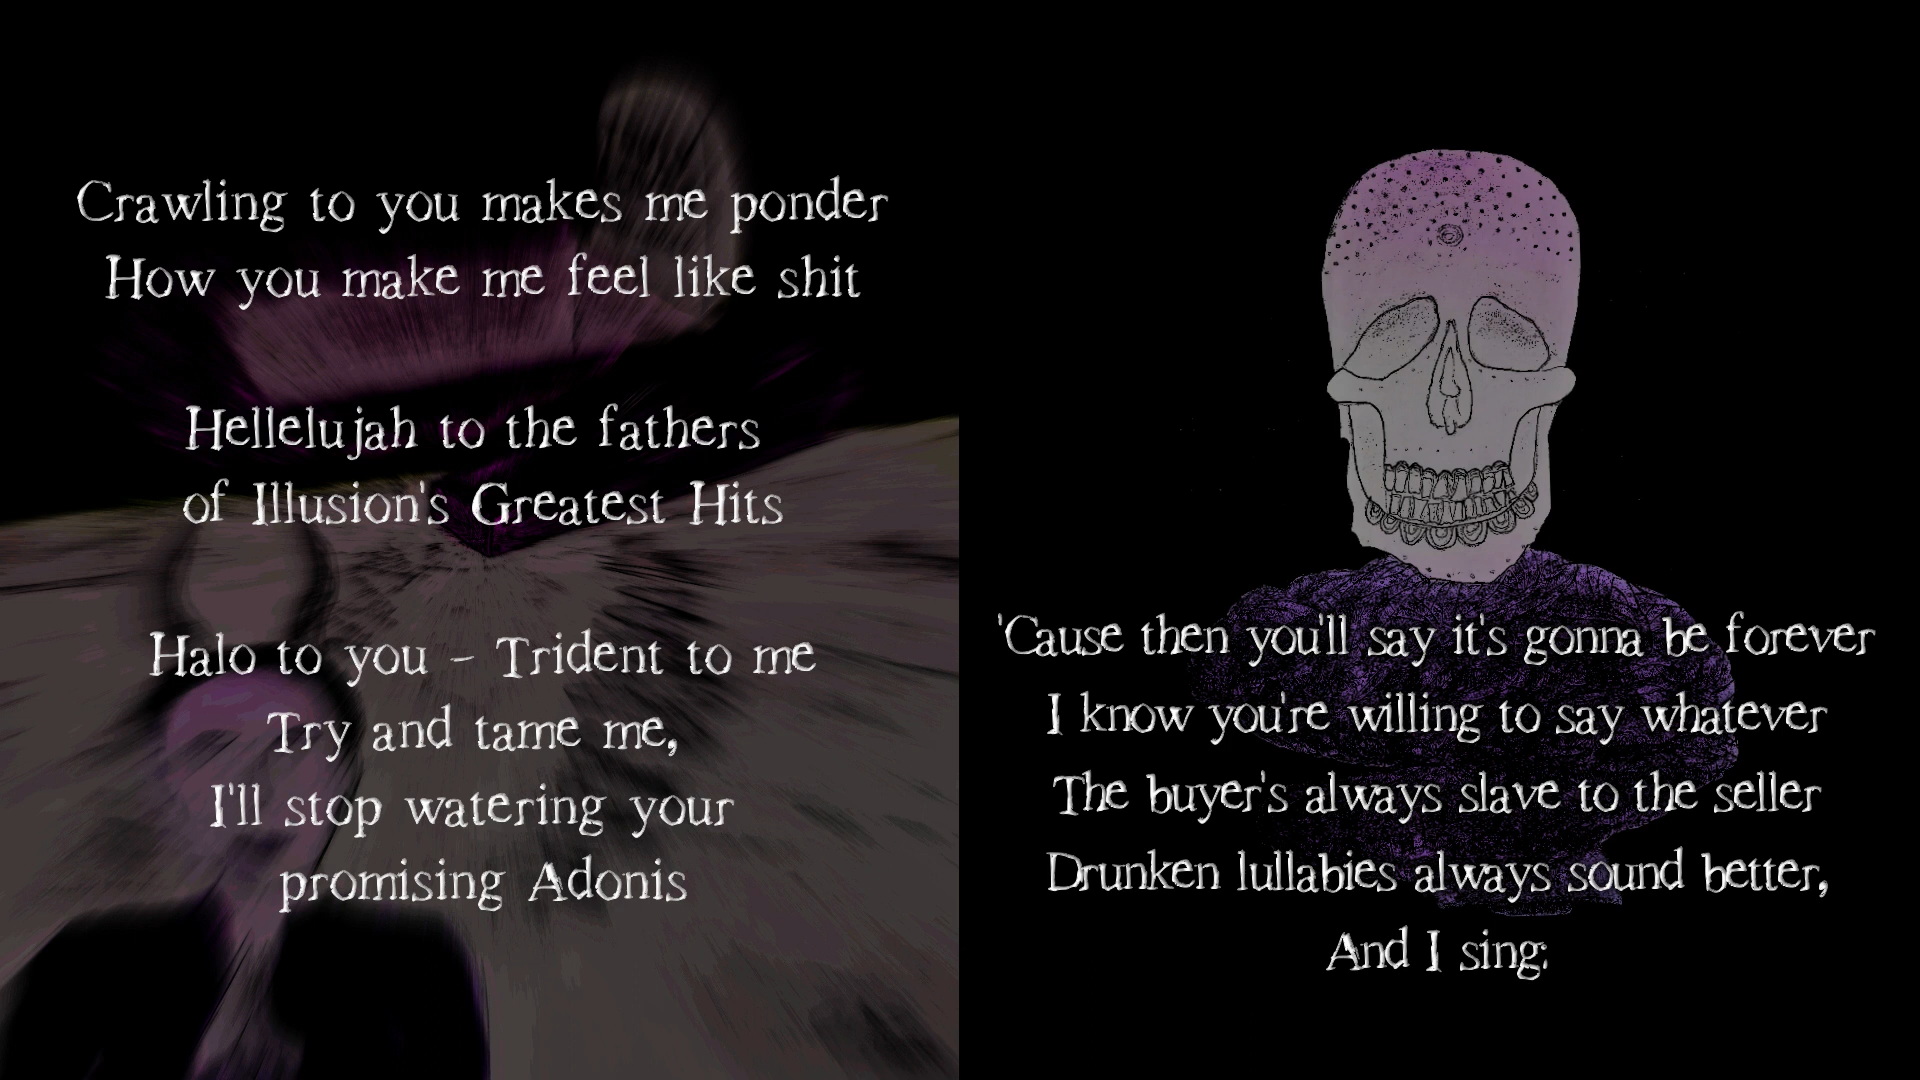 Crawling to you makes me ponder
How you make me feel like shit
Hellelujah to the fathers
of Illusion's Greatest Hits
Halo to you - Trident to me
Try and tame me,
I'll stop watering your
promising Adonis
'Cause then you'll say it's gonna be forever
I know you're willing to say whatever
The buyer's always slave to the seller
Drunken lullabies always sound better,
And I sing: